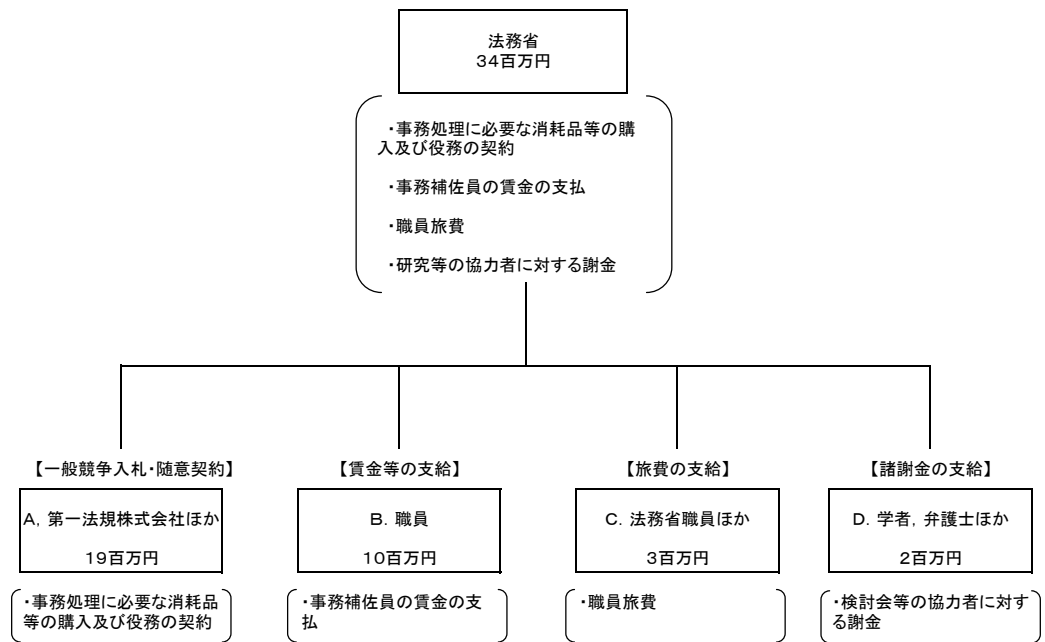 法務省
34百万円
・事務処理に必要な消耗品等の購
入及び役務の契約
・事務補佐員の賃金の支払
・職員旅費
・研究等の協力者に対する謝金
【一般競争入札・随意契約】
A, 第一法規株式会社ほか
19百万円
・事務処理に必要な消耗品
等の購入及び役務の契約
【賃金等の支給】
B. 職員
10百万円
・事務補佐員の賃金の支
払
【旅費の支給】
C. 法務省職員ほか
3百万円
・職員旅費
【諸謝金の支給】
D. 学者, 弁護士ほか
2百万円
・検討会等の協力者に対す
る謝金